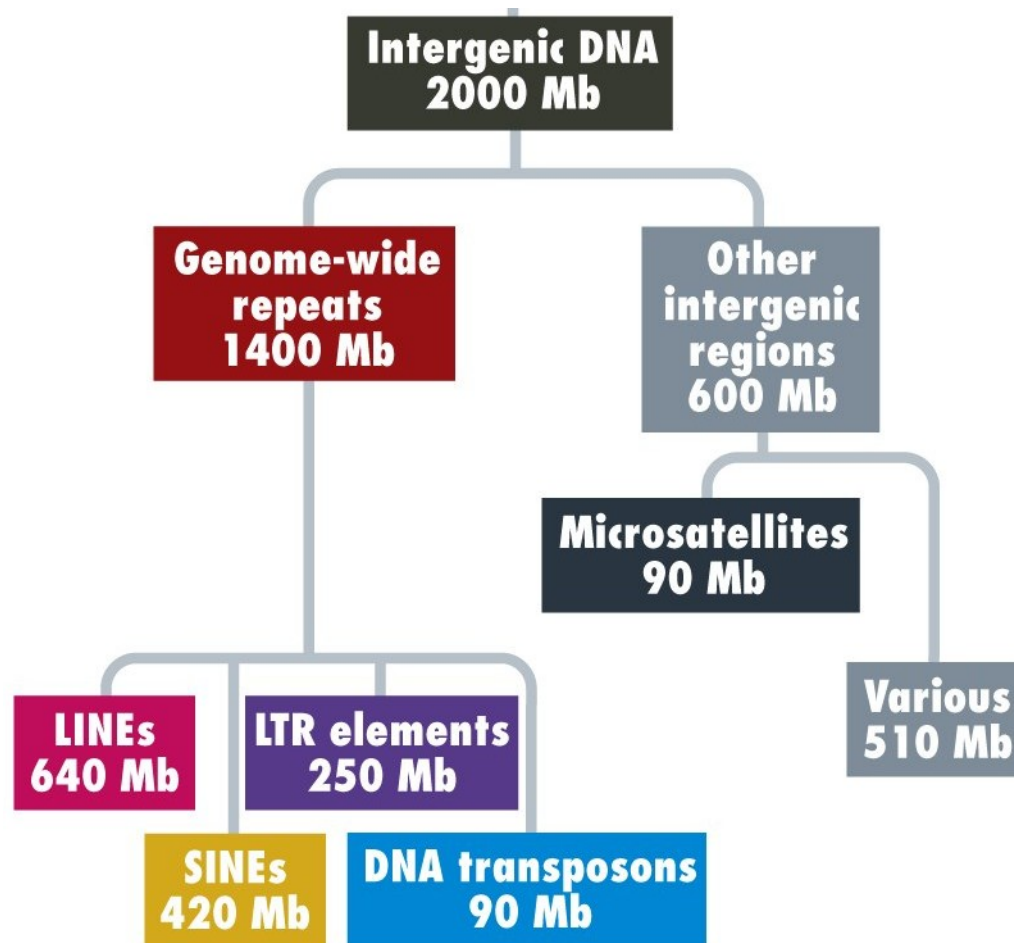 Intergenic DNA
2000 Mb
Genome-wide
repeats
1400 Mb
Other
intergenic
regions
600 Mb
Microsatellites
90 Mb
Various
510 Mb
LINEs
640 Mb
LTR elements
250 Mb
SINEs
420 Mb
DNA transposons
90 Mb